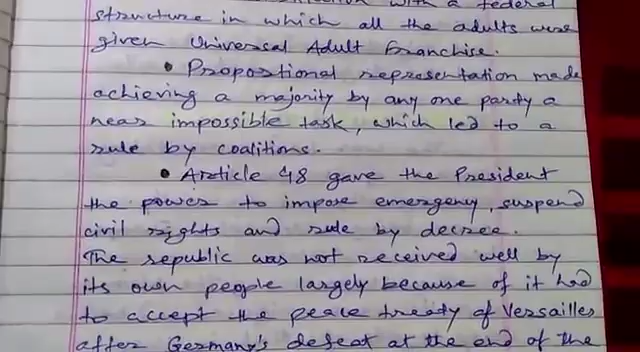 with a federal
structure in which all the adults were
given Universal Adult Franchise.
• Proportional representation made
achieving a majority by any one party a
near impossible task, which led to a
rule by coalitions.
• Article 48 gave the President
the power to impose emergency, suspend
civil rights and rule by decree.
The republic was not received well by
its own people largely because of it had
to accept the peace treaty of Versailles
after Germany's defeat at the end of the